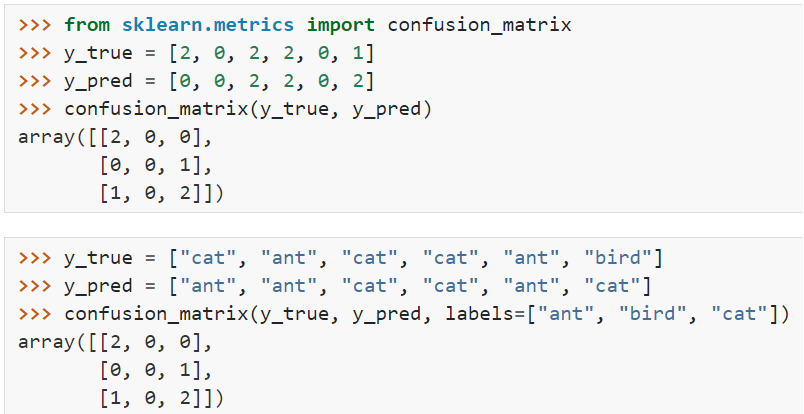 >>> from sklearn.metrics import confusion_matrix
>>> y_true = [2, 0, 2, 2, 0, 1]
>>> y_pred = [0, 0, 2, 2, 0, 2]
>>> confusion_matrix(y_true, y_pred)
array([[2, 0, 0],
       [0, 0, 1],
       [1, 0, 2]])
>>> y_true = ["cat", "ant", "cat", "cat", "ant", "bird"]
>>> y_pred = ["ant", "ant", "cat", "cat", "ant", "cat"]
>>> confusion_matrix(y_true, y_pred, labels=["ant", "bird", "cat"])
array([[2, 0, 0],
       [0, 0, 1],
       [1, 0, 2]])